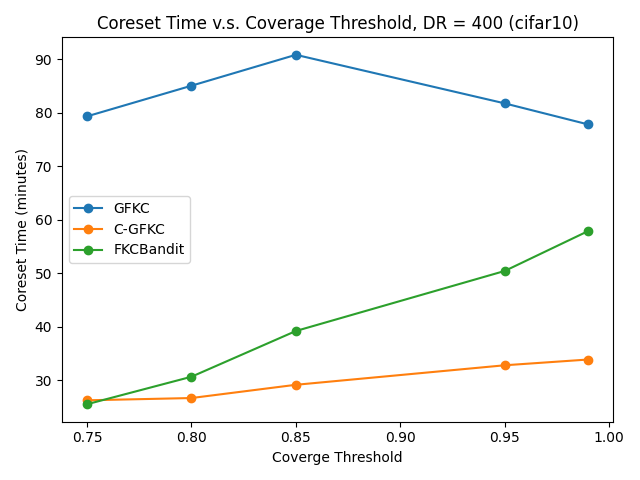 Coreset Time v.s. Coverage Threshold, DR = 400 (cifar10)
Coreset Time (minutes)
90
80
70
60
50
40
30
GFKC
C-GFKC
FKCBandit
0.75
0.80
0.85
0.90
0.95
1.00
Coverge Threshold